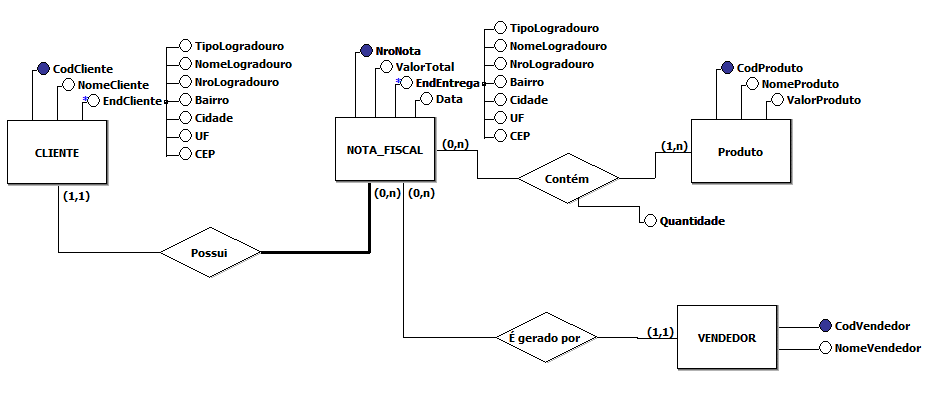 CodCliente
NomeCliente
* EndCliente
TipoLogradouro
NomeLogradouro
NroLogradouro
Bairro
Cidade
UF
CEP
CLIENTE
(1,1)
Possui
NroNota
ValorTotal
* EndEntrega
Data
TipoLogradouro
NomeLogradouro
NroLogradouro
Bairro
Cidade
UF
CEP
NOTA_FISCAL
(0,n)
(0,n)
(0,n)
Contém
Quantidade
(1,n)
CodProduto
NomeProduto
ValorProduto
Produto
É gerado por
(1,1)
VENDEDOR
CodVendedor
NomeVendedor